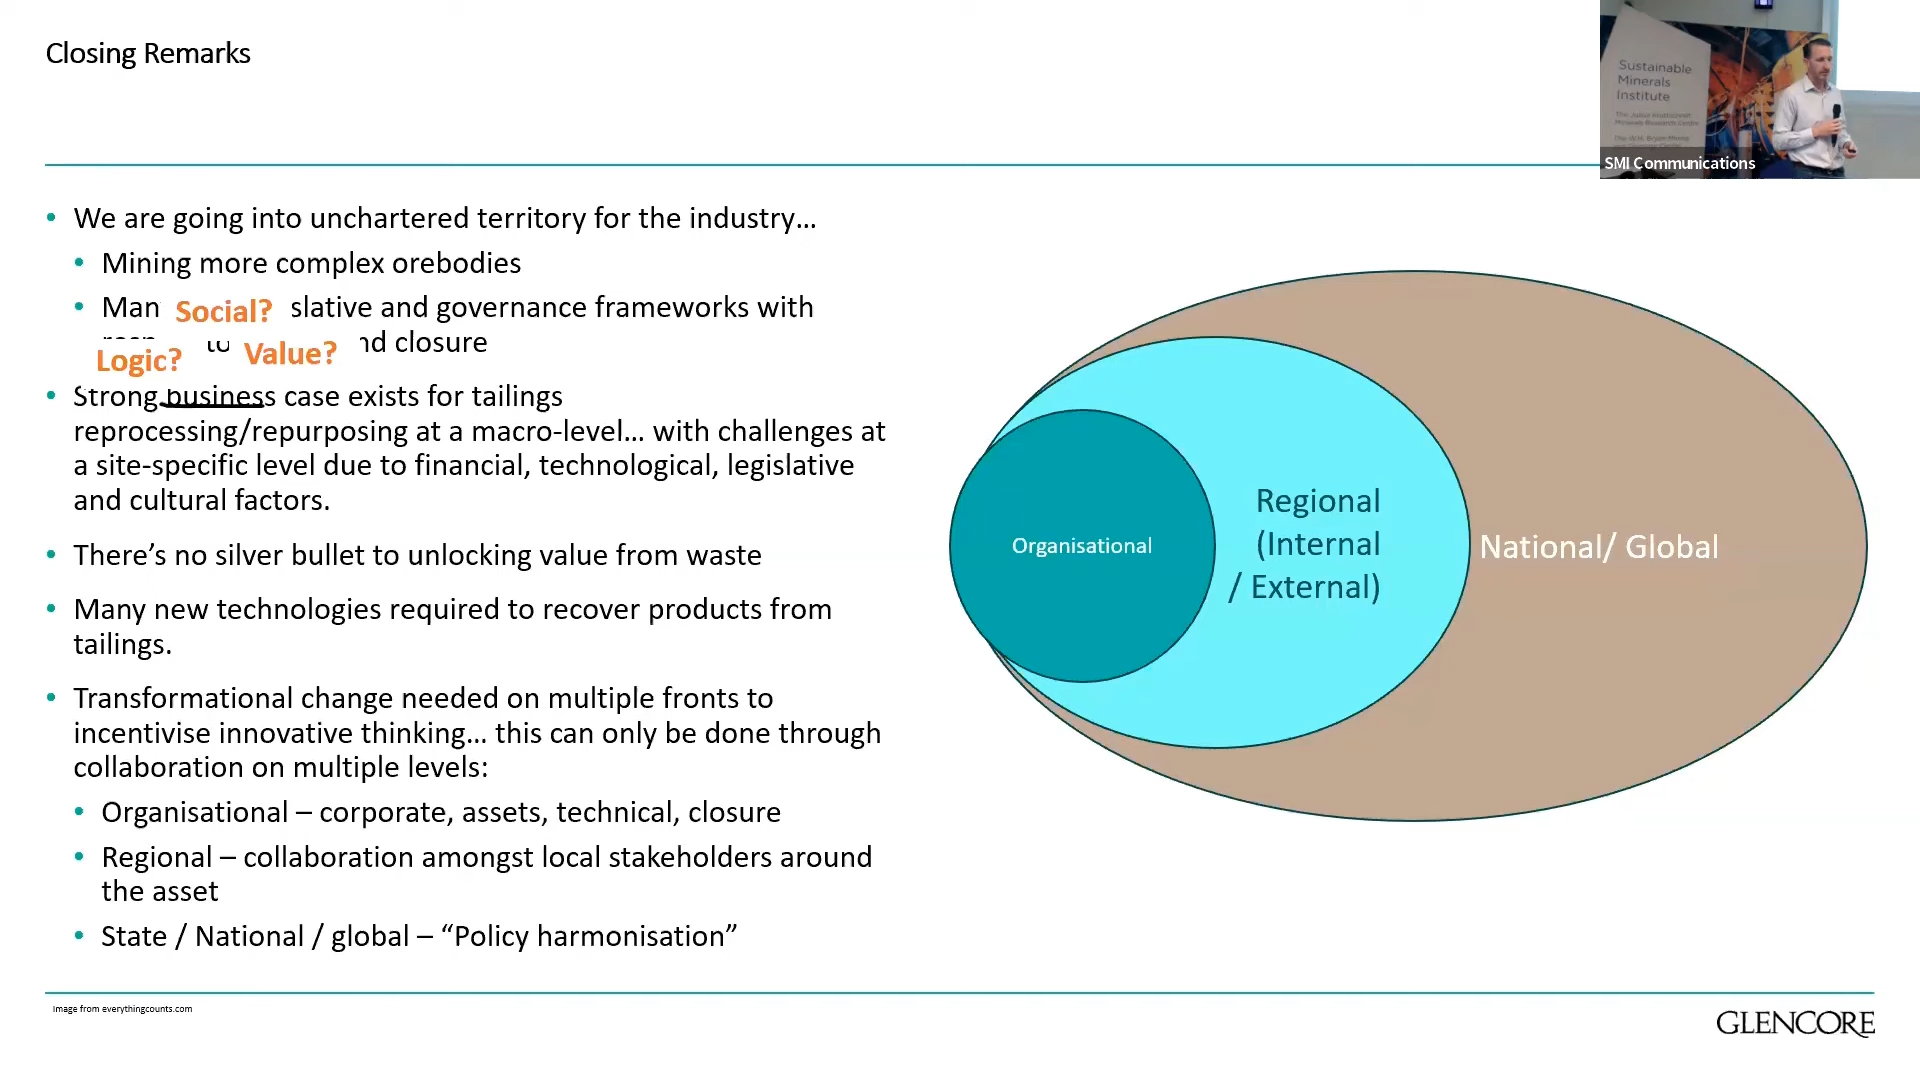 Closing Remarks
Sustainable
Minerals
Institute
SMI Communications
We are going into unchartered territory for the industry…
Mining more complex orebodies
Man Social? slative and governance frameworks with
to Value? nd closure
Logic?
Strong business case exists for tailings
reprocessing/repurposing at a macro-level… with challenges at
a site-specific level due to financial, technological, legislative
and cultural factors.
There’s no silver bullet to unlocking value from waste
Many new technologies required to recover products from
tailings.
Transformational change needed on multiple fronts to
incentivise innovative thinking… this can only be done through
collaboration on multiple levels:
Organisational – corporate, assets, technical, closure
Regional – collaboration amongst local stakeholders around
the asset
State / National / global – “Policy harmonisation”
Organisational
Regional
(Internal
/ External)
National/ Global
Image from everythingcounts.com
GLENCORE